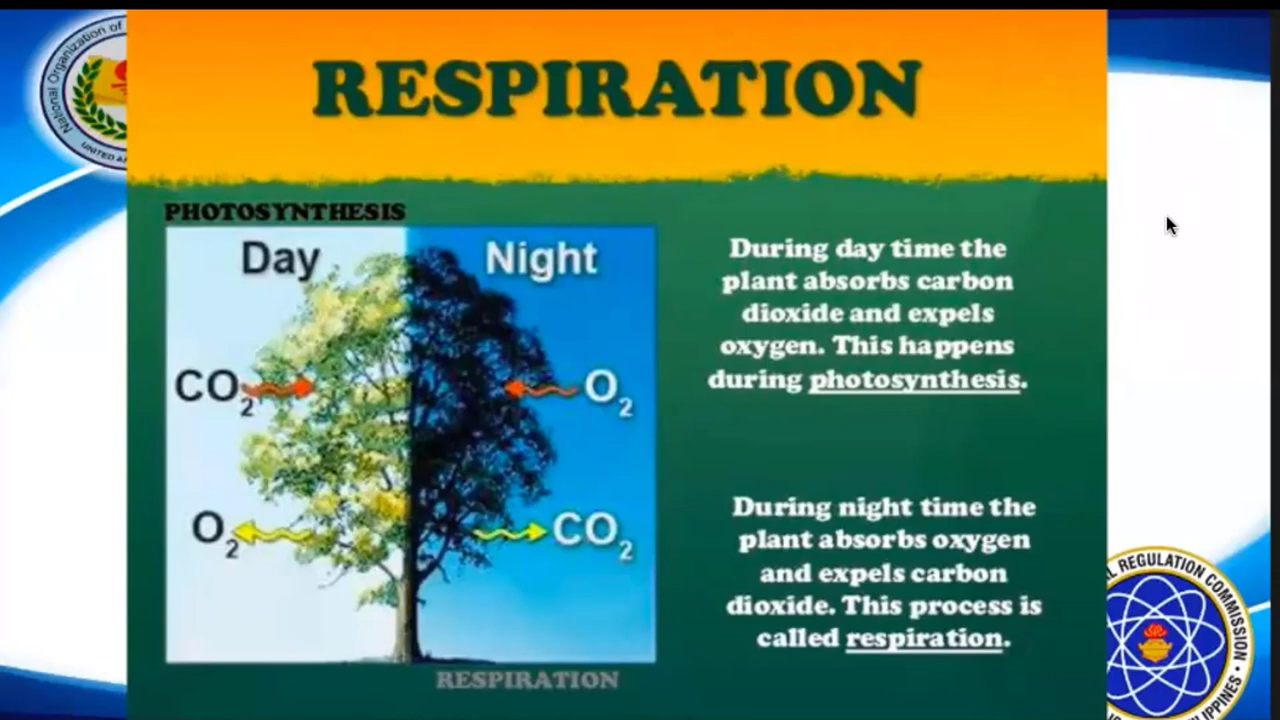 National Organization of
UNITED
RESPIRATION
PHOTOSYNTHESIS
Day
Night
CO2
O2
O2
CO2
RESPIRATION
During day time the
plant absorbs carbon
dioxide and expels
oxygen. This happens
during photosynthesis.
During night time the
plant absorbs oxygen
and expels carbon
dioxide. This process is
called respiration.
REGULATION COMMISSION